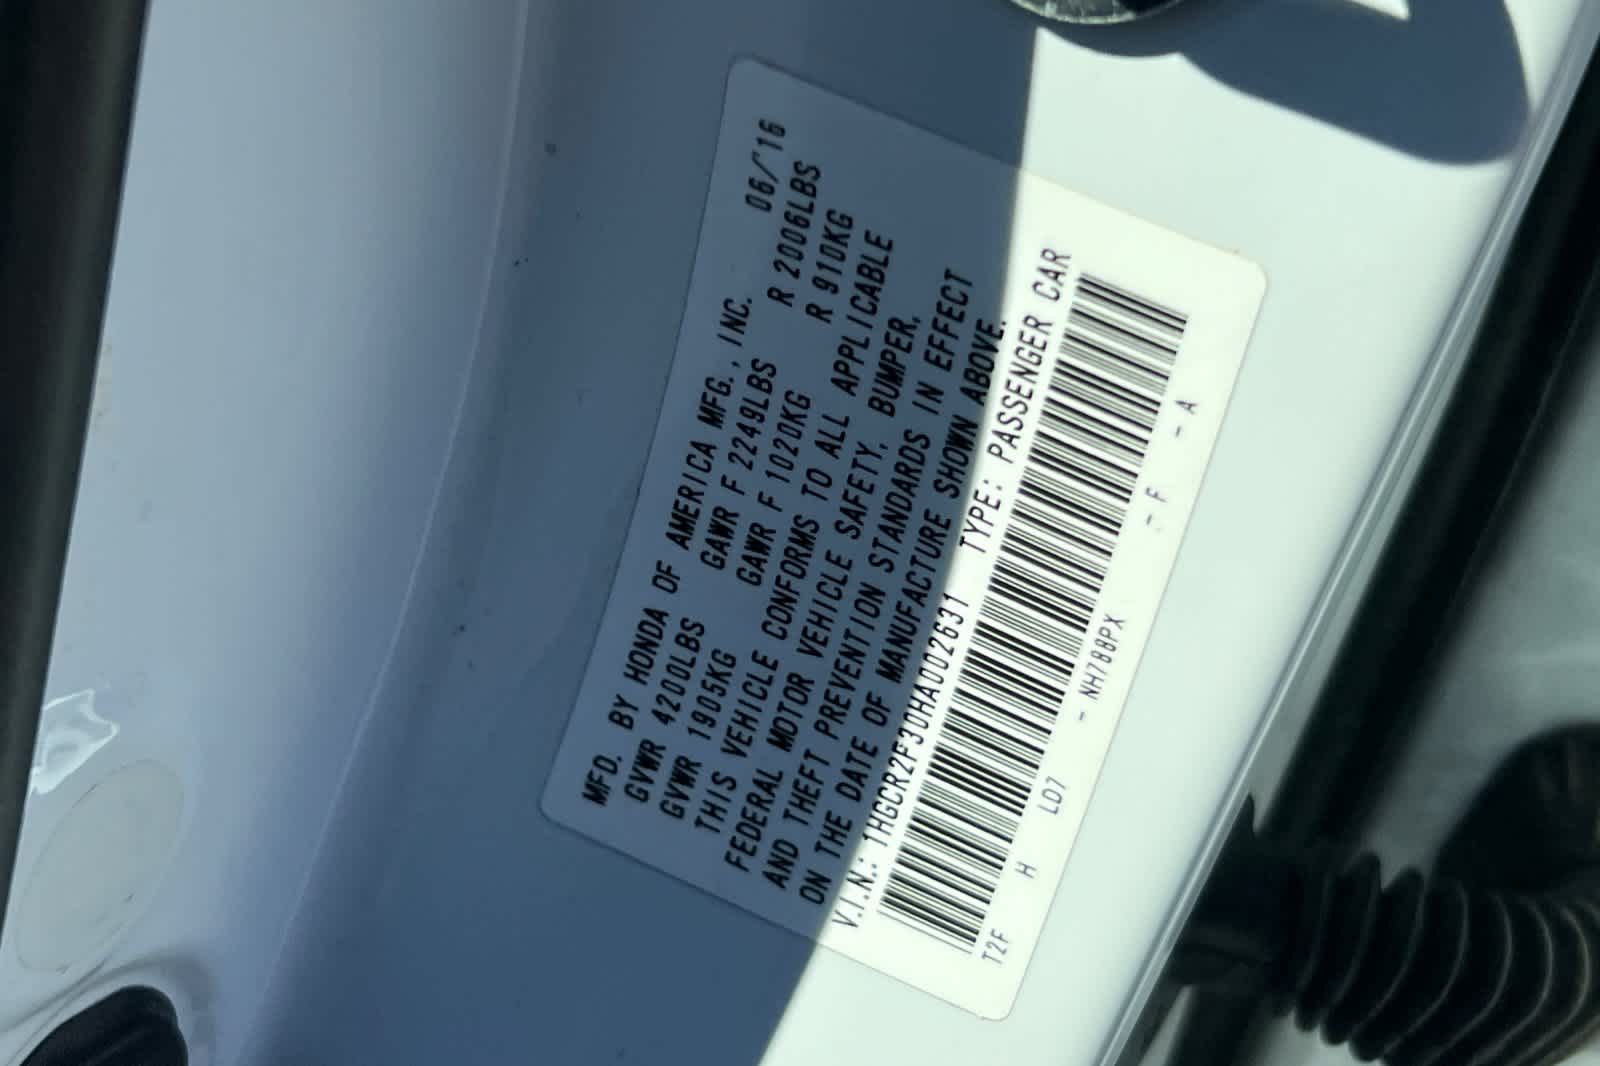 MFD. BY HONDA OF AMERICA MFG., INC. 06/'16
GVWR 4200LBS GAWR F 2249LBS R 2006LBS
GVWR 1905KG GAWR F 1020KG R 910KG
THIS VEHICLE CONFORMS TO ALL APPLICABLE
FEDERAL MOTOR VEHICLE SAFETY, BUMPER,
AND THEFT PREVENTION STANDARDS IN EFFECT
ON THE DATE OF MANUFACTURE SHOWN ABOVE.
V.I.N.: 1HGCR2F30HA002631 TYPE: PASSENGER CAR
T2F H LD7 - NH788PX - F - A